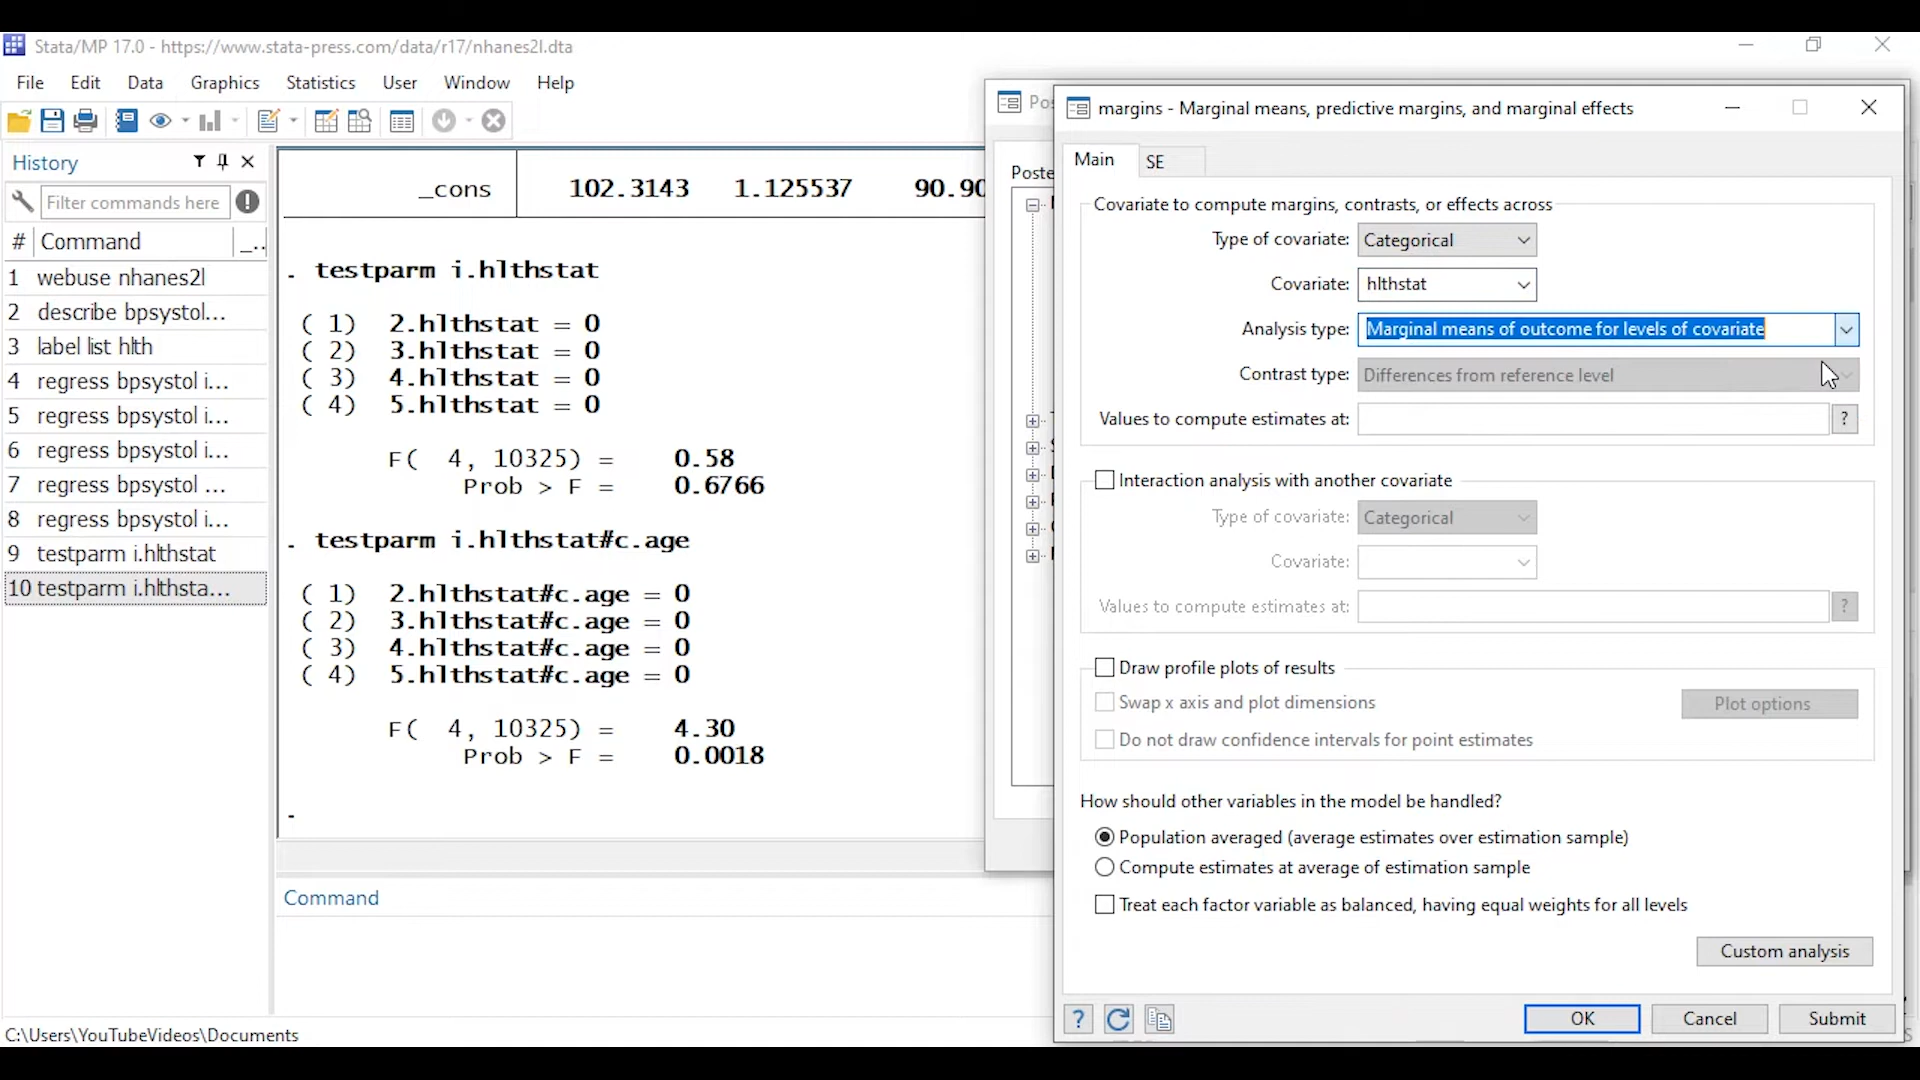 Stata/MP 17.0 - https://www.stata-press.com/data/r17/nhanes2l.dta
File Edit Data Graphics Statistics User Window Help
History
Filter commands here
# Command _..
1 webuse nhanes2l
2 describe bpsystol...
3 label list hlth
4 regress bpsystol i...
5 regress bpsystol i...
6 regress bpsystol i...
7 regress bpsystol ...
8 regress bpsystol i...
9 testparm i.hlthstat
10 testparm i.hlthsta...
_cons 102.3143 1.125537 90.90
. testparm i.hlthstat
( 1) 2.hlthstat = 0
( 2) 3.hlthstat = 0
( 3) 4.hlthstat = 0
( 4) 5.hlthstat = 0
F( 4, 10325) = 0.58
Prob > F = 0.6766
. testparm i.hlthstat#c.age
( 1) 2.hlthstat#c.age = 0
( 2) 3.hlthstat#c.age = 0
( 3) 4.hlthstat#c.age = 0
( 4) 5.hlthstat#c.age = 0
F( 4, 10325) = 4.30
Prob > F = 0.0018
.
Command
C:\Users\YouTubeVideos\Documents
Po
Poste
margins - Marginal means, predictive margins, and marginal effects
Main SE
Covariate to compute margins, contrasts, or effects across
Type of covariate: Categorical
Covariate: hlthstat
Analysis type: Marginal means of outcome for levels of covariate
Contrast type: Differences from reference level
Values to compute estimates at: ?
Interaction analysis with another covariate
Type of covariate: Categorical
Covariate:
Values to compute estimates at: ?
Draw profile plots of results
Swap x axis and plot dimensions Plot options
Do not draw confidence intervals for point estimates
How should other variables in the model be handled?
Population averaged (average estimates over estimation sample)
Compute estimates at average of estimation sample
Treat each factor variable as balanced, having equal weights for all levels
Custom analysis
? OK Cancel Submit